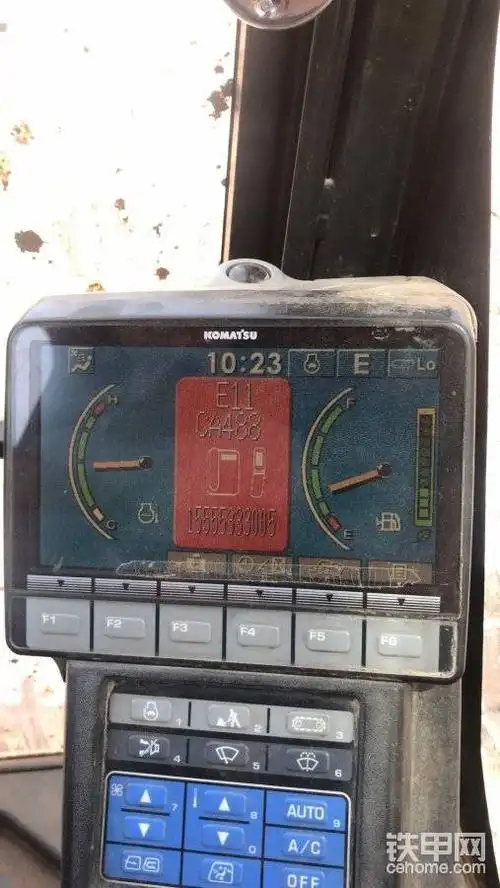 KOMATSU
10:23 E Lo
E11
CA488
H F
15555333005
C E
F1 F2 F3 F4 F5 F6
1 2 3
4 5 6
7 8 AUTO 9
0 A/C
OFF
铁甲网
cehome.com